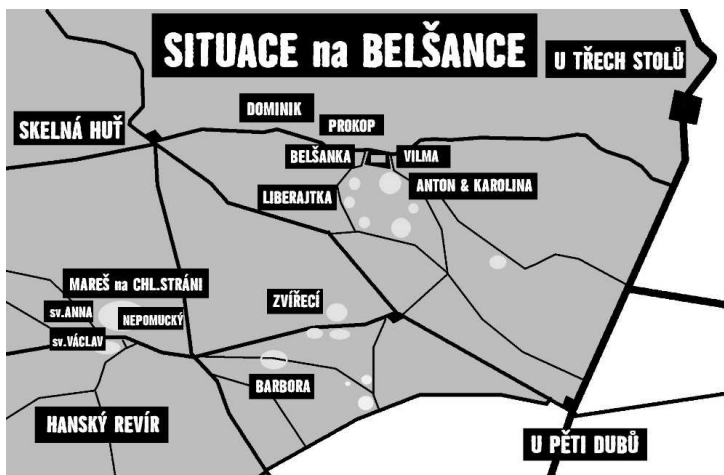 SITUACE na BELŠANCE
U TŘECH STOLŮ
DOMINIK
PROKOP
SKELNÁ HUŤ
BELŠANKA
VILMA
LIBERAJTKA
ANTON & KAROLINA
MAREŠ na CHL.STRÁNI
ZVÍŘECÍ
sv.ANNA
NEPOMUCKÝ
sv.VÁCLAV
BARBORA
HANSKÝ REVÍR
U PĚTI DUBŮ